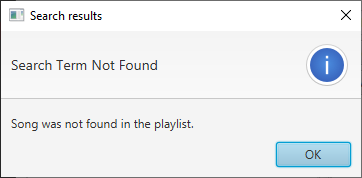 Search results
Search Term Not Found
Song was not found in the playlist.
OK